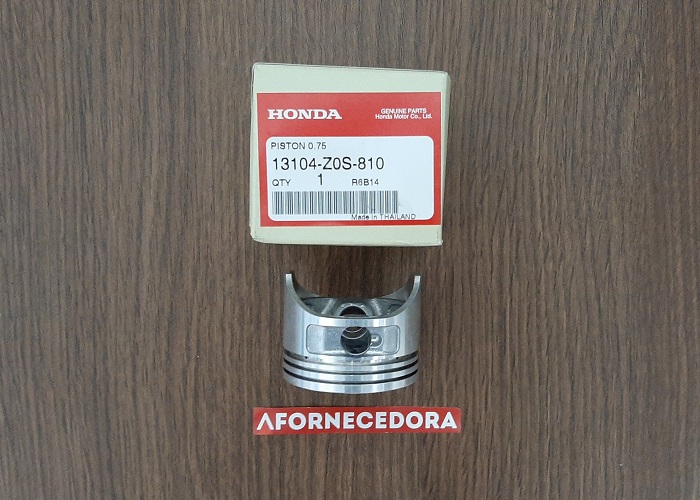 HONDA
GENUINE PARTS
Honda Motor Co., Ltd.
PISTON 0.75
13104-Z0S-810
QTY 1 R6B14
Made in THAILAND
AFORNECEDORA